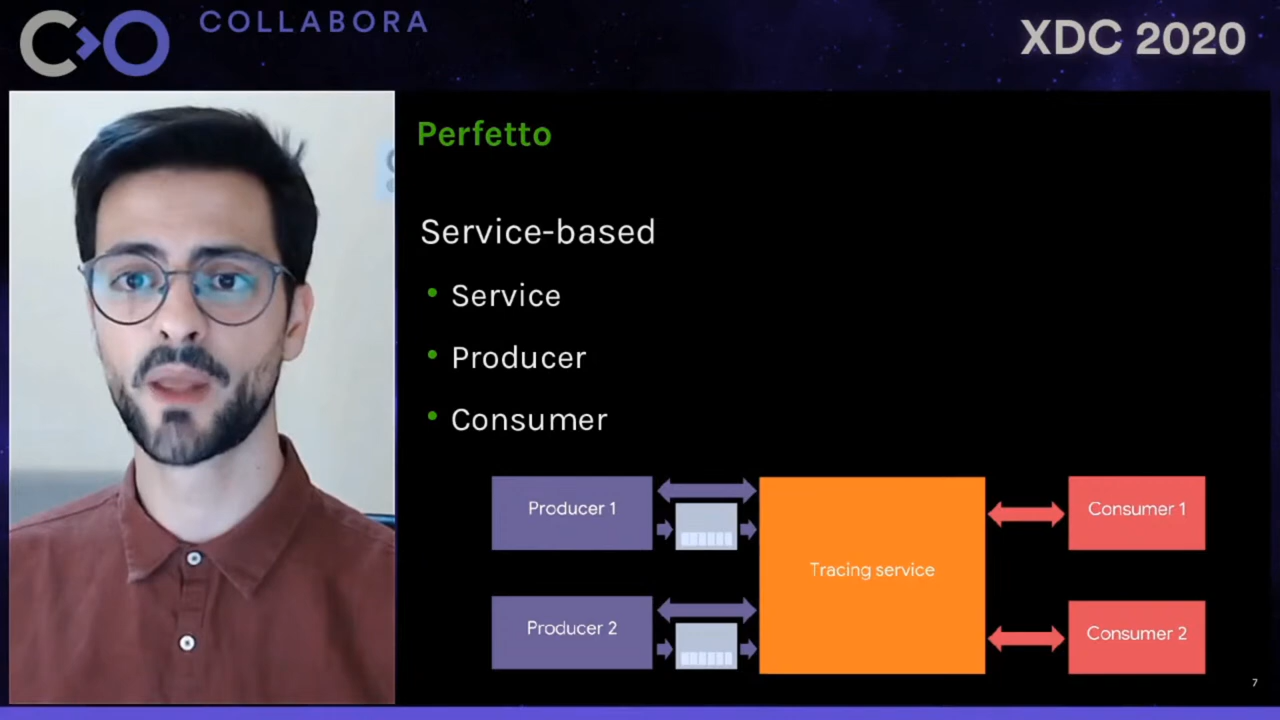 COLLABORA
XDC 2020
Perfetto
Service-based
• Service
• Producer
• Consumer
Producer 1
Consumer 1
Tracing service
Producer 2
Consumer 2
7